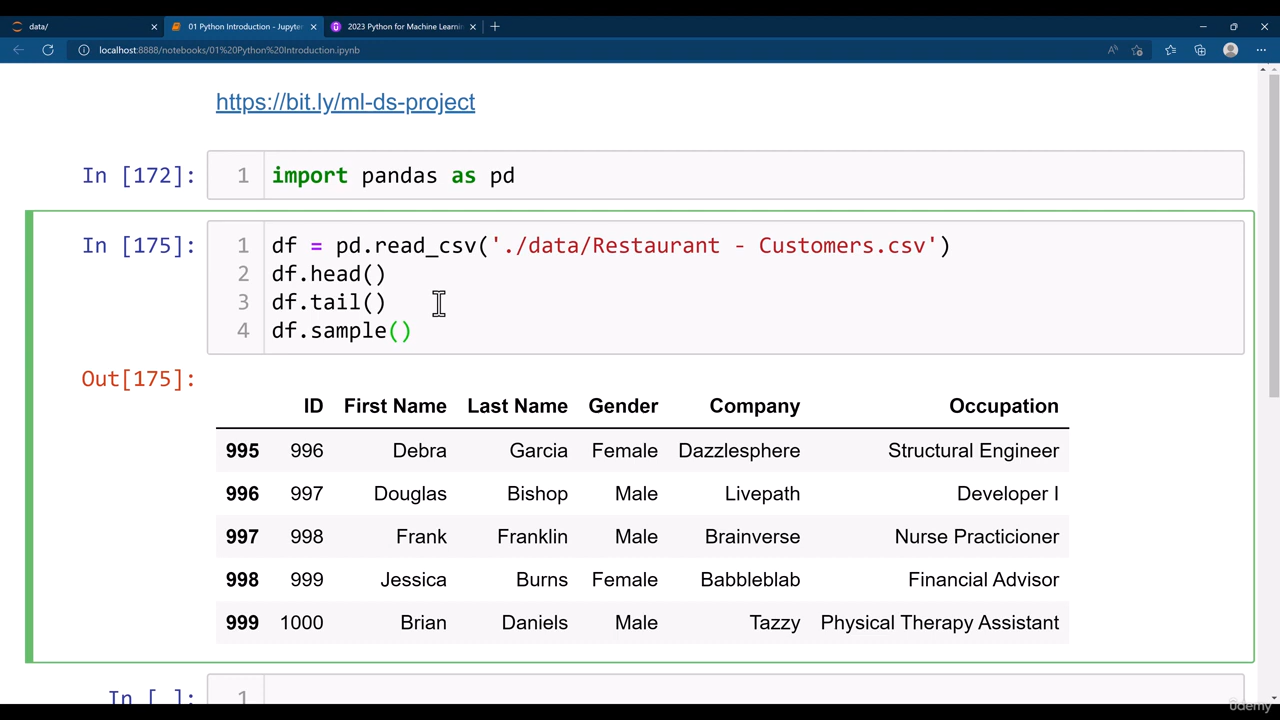 data/
01 Python Introduction - Jupyter
2023 Python for Machine Learnin
localhost:8888/notebooks/01%20Python%20Introduction.ipynb
https://bit.ly/ml-ds-project
In [172]: 1 import pandas as pd
In [175]: 1 df = pd.read_csv('./data/Restaurant - Customers.csv')
2 df.head()
3 df.tail()
4 df.sample()
Out[175]:
ID First Name Last Name Gender Company Occupation
995 996 Debra Garcia Female Dazzlesphere Structural Engineer
996 997 Douglas Bishop Male Livepath Developer I
997 998 Frank Franklin Male Brainverse Nurse Practicioner
998 999 Jessica Burns Female Babbleblab Financial Advisor
999 1000 Brian Daniels Male Tazzy Physical Therapy Assistant
In [ ]: 1
ûdemy